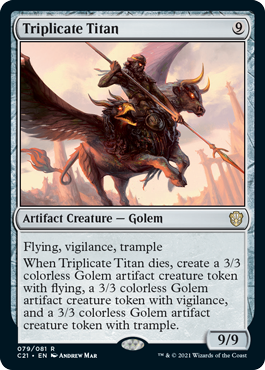 Triplicate Titan 9
Artifact Creature — Golem
Flying, vigilance, trample
When Triplicate Titan dies, create a 3/3
colorless Golem artifact creature token
with flying, a 3/3 colorless Golem
artifact creature token with vigilance,
and a 3/3 colorless Golem artifact
creature token with trample.
9/9
079/081 R
C21 • EN Andrew Mar
™ & © 2021 Wizards of the Coast